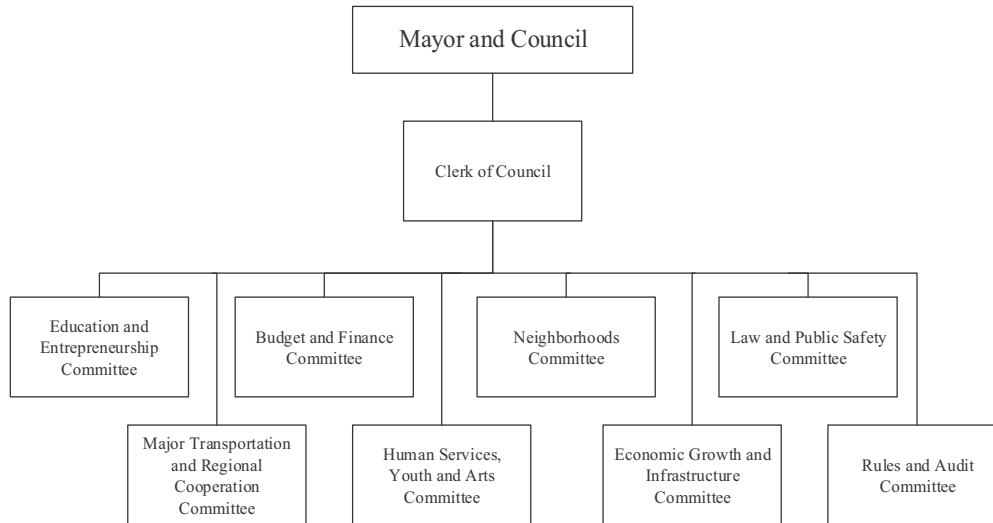 Mayor and Council
Clerk of Council
Education and
Entrepreneurship
Committee
Budget and Finance
Committee
Neighborhoods
Committee
Law and Public Safety
Committee
Major Transportation
and Regional
Cooperation
Committee
Human Services,
Youth and Arts
Committee
Economic Growth and
Infrastructure
Committee
Rules and Audit
Committee